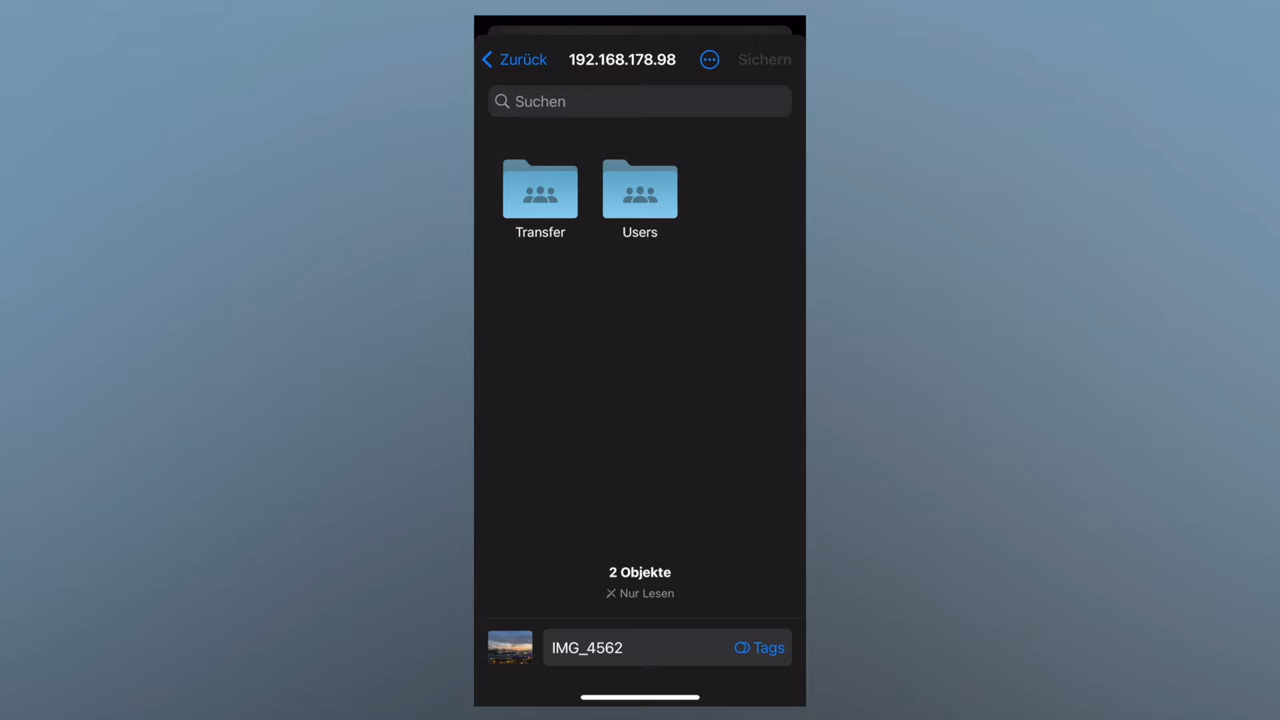 Zurück 192.168.178.98 Sichern
Suchen
Transfer Users
2 Objekte
Nur Lesen
IMG_4562 Tags